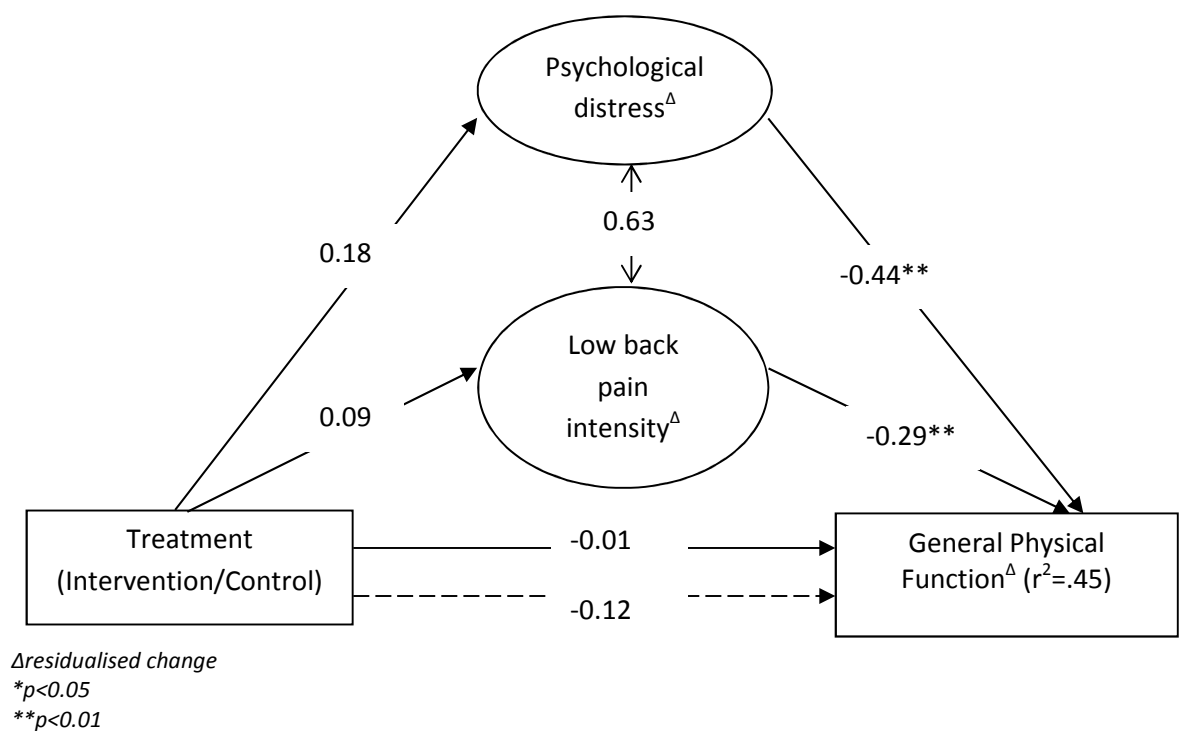 Psychological
distress^Δ
0.63
0.18
-0.44**
Low back
pain
intensity^Δ
0.09
-0.29**
Treatment
(Intervention/Control)
-0.01
-0.12
General Physical
Function^Δ (r²=.45)
Δresidualised change
*p<0.05
**p<0.01